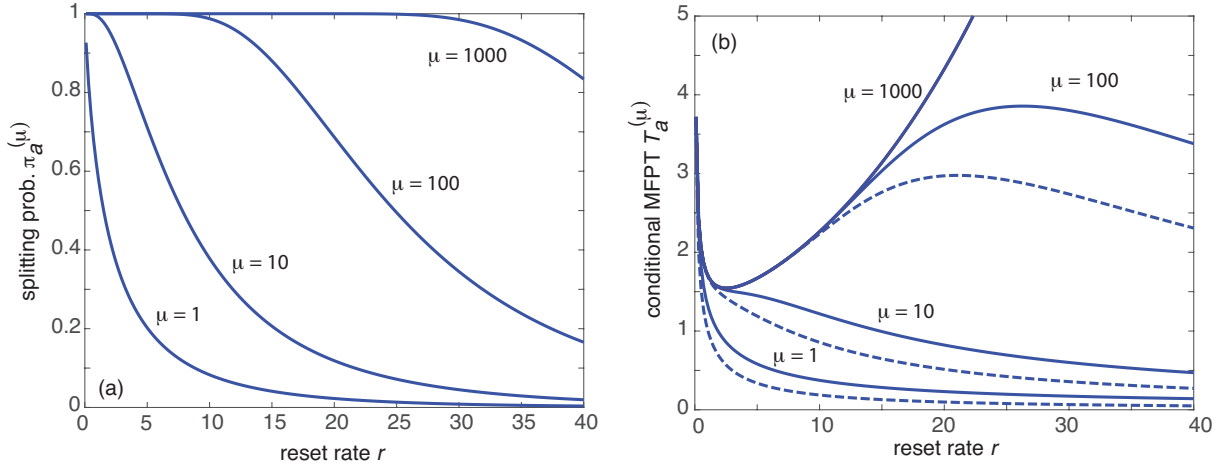 (a)
splitting prob. π_a^(μ)
1
0.8
0.6
0.4
0.2
0
μ = 1000
μ = 100
μ = 10
μ = 1
0 5 10 15 20 25 30 35 40
reset rate r
(b)
conditional MFPT T_a^(μ)
5
4
3
2
1
0
μ = 1000
μ = 100
μ = 10
μ = 1
0 10 20 30 40
reset rate r